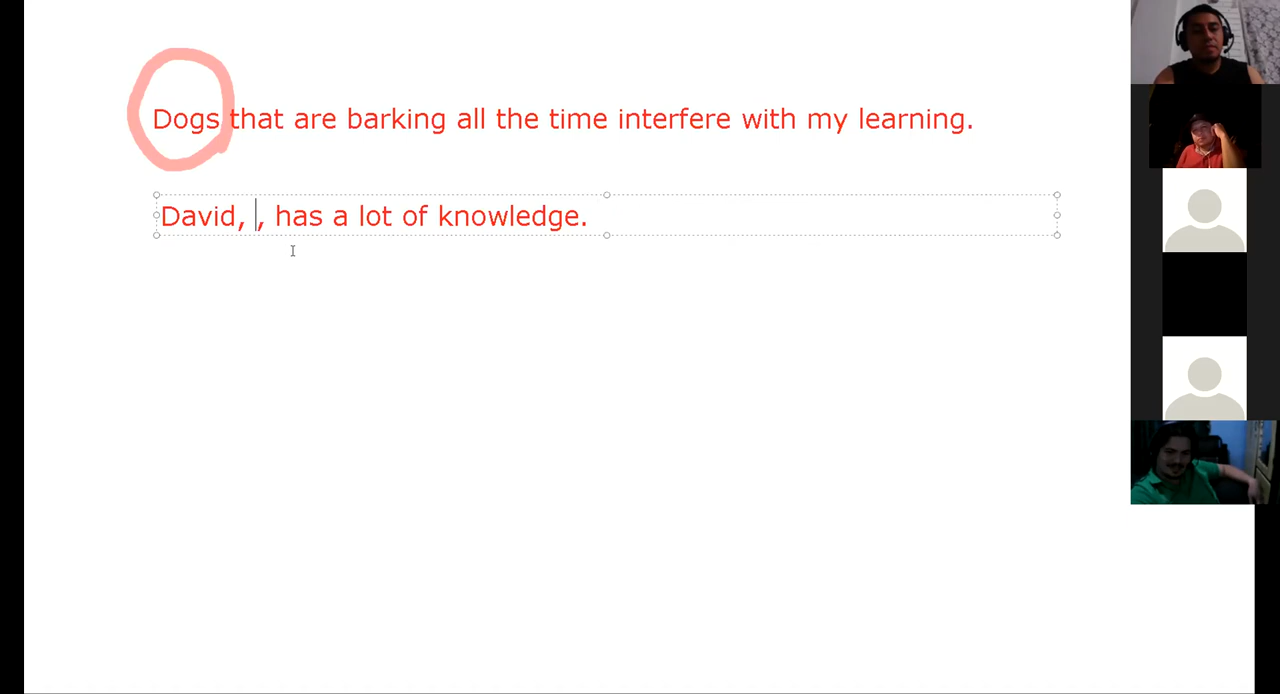 Dogs that are barking all the time interfere with my learning.
David, , has a lot of knowledge.